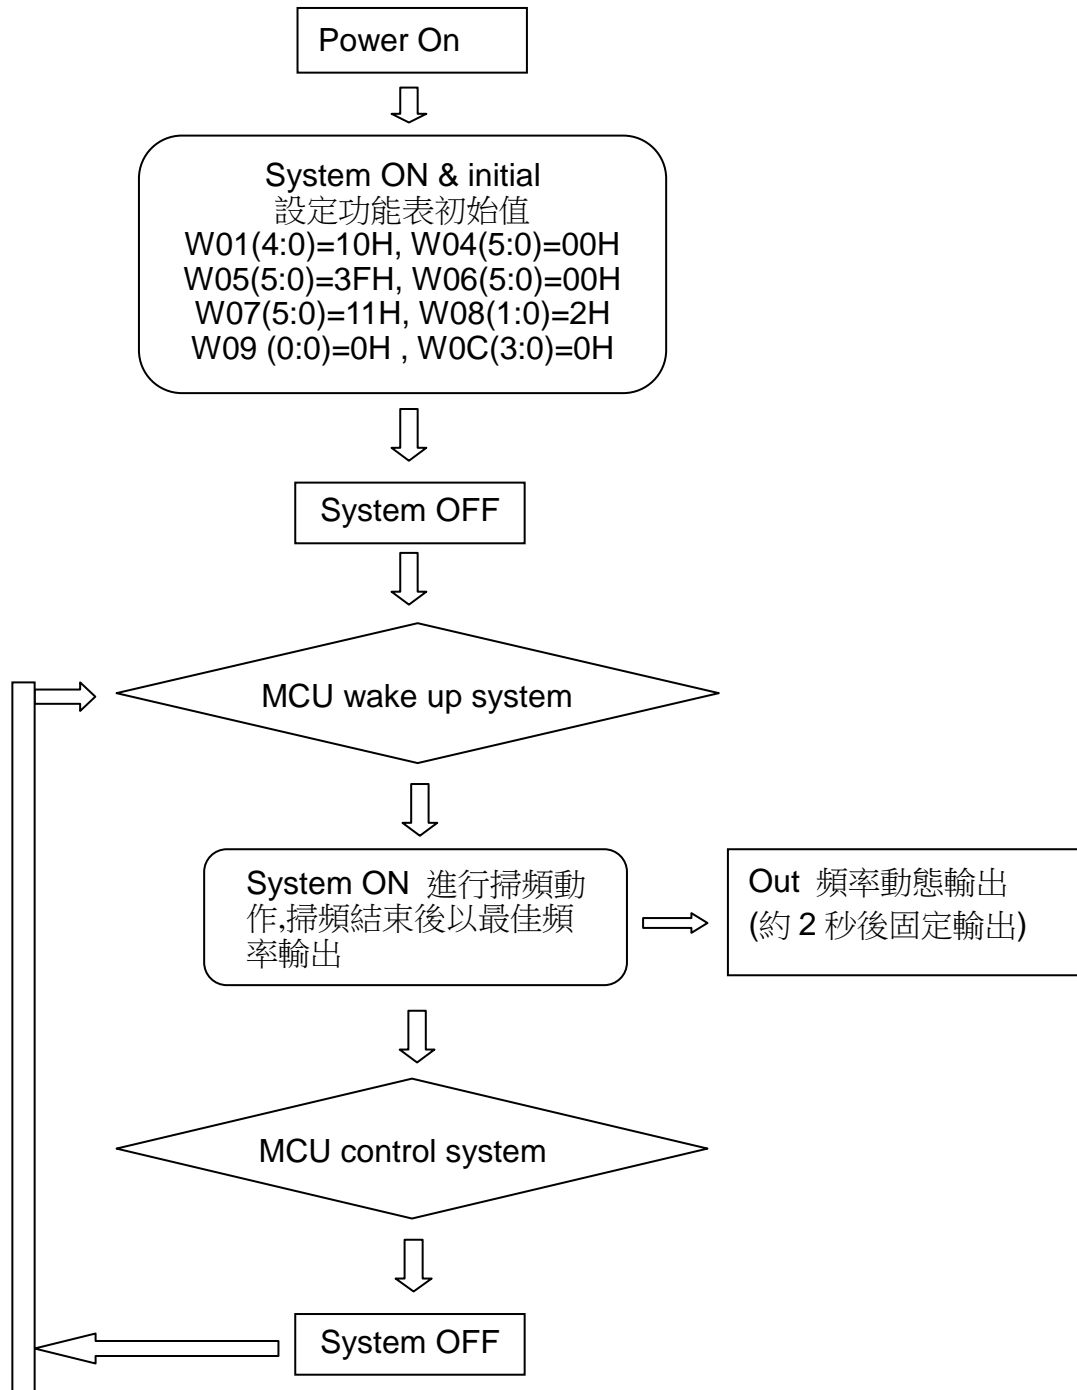 Power On
System ON & initial
設定功能表初始值
W01(4:0)=10H, W04(5:0)=00H
W05(5:0)=3FH, W06(5:0)=00H
W07(5:0)=11H, W08(1:0)=2H
W09 (0:0)=0H , W0C(3:0)=0H
System OFF
MCU wake up system
System ON 進行掃頻動
作,掃頻結束後以最佳頻
率輸出
Out 頻率動態輸出
(約 2 秒後固定輸出)
MCU control system
System OFF